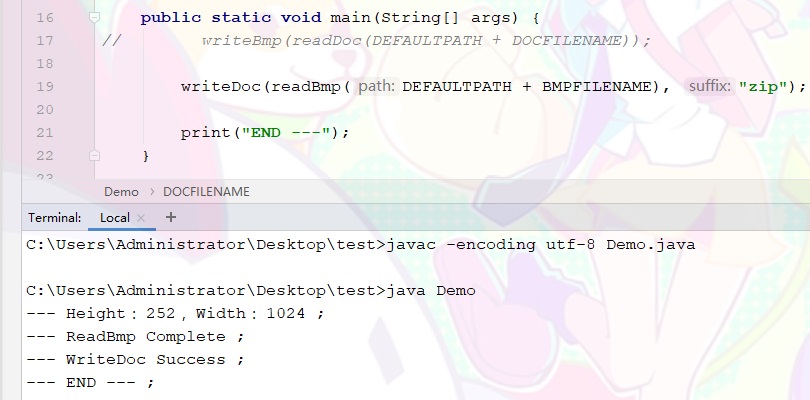 16 public static void main(String[] args) {
17 // writeBmp(readDoc(DEFAULTPATH + DOCFILENAME));
18
19 writeDoc(readBmp( path: DEFAULTPATH + BMPFILENAME), suffix: "zip");
20
21 print("END ---");
22 }
23
Demo › DOCFILENAME
Terminal: Local × +
C:\Users\Administrator\Desktop\test>javac -encoding utf-8 Demo.java
C:\Users\Administrator\Desktop\test>java Demo
--- Height : 252 , Width : 1024 ;
--- ReadBmp Complete ;
--- WriteDoc Success ;
--- END --- ;